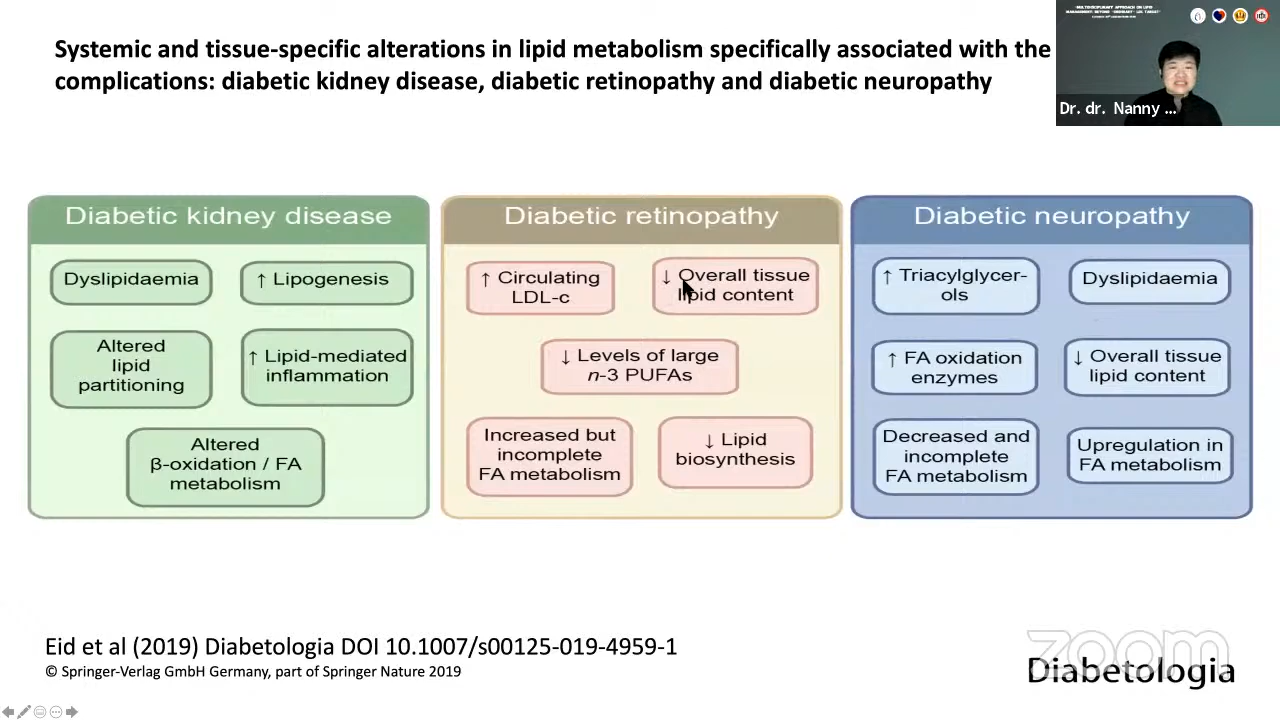 Systemic and tissue-specific alterations in lipid metabolism specifically associated with the
complications: diabetic kidney disease, diabetic retinopathy and diabetic neuropathy
Dr. dr. Nanny ...
Diabetic kidney disease
Dyslipidaemia
↑ Lipogenesis
Altered
lipid
partitioning
↑ Lipid-mediated
inflammation
Altered
β-oxidation / FA
metabolism
Diabetic retinopathy
↑ Circulating
LDL-c
↓ Overall tissue
lipid content
↓ Levels of large
n-3 PUFAs
Increased but
incomplete
FA metabolism
↓ Lipid
biosynthesis
Diabetic neuropathy
↑ Triacylglycer-
ols
Dyslipidaemia
↑ FA oxidation
enzymes
↓ Overall tissue
lipid content
Decreased and
incomplete
FA metabolism
Upregulation in
FA metabolism
Eid et al (2019) Diabetologia DOI 10.1007/s00125-019-4959-1
© Springer-Verlag GmbH Germany, part of Springer Nature 2019
zoom
Diabetologia